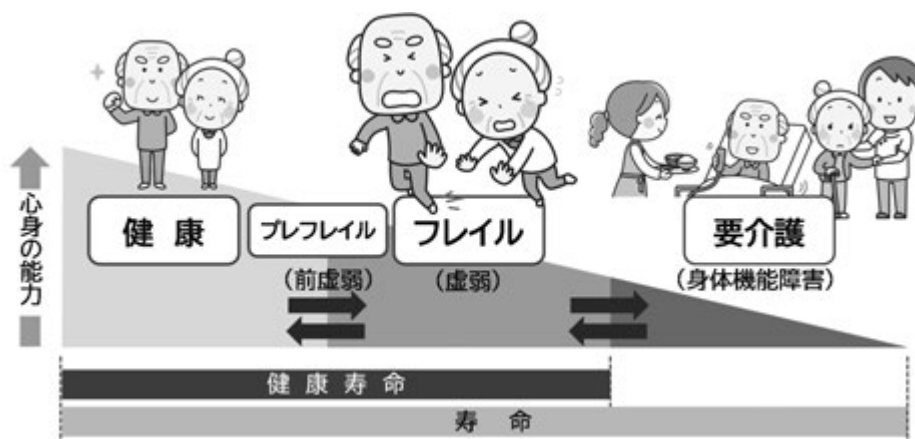 心身の能力
健康
プレフレイル
(前虚弱)
フレイル
(虚弱)
要介護
(身体機能障害)
健康寿命
寿命